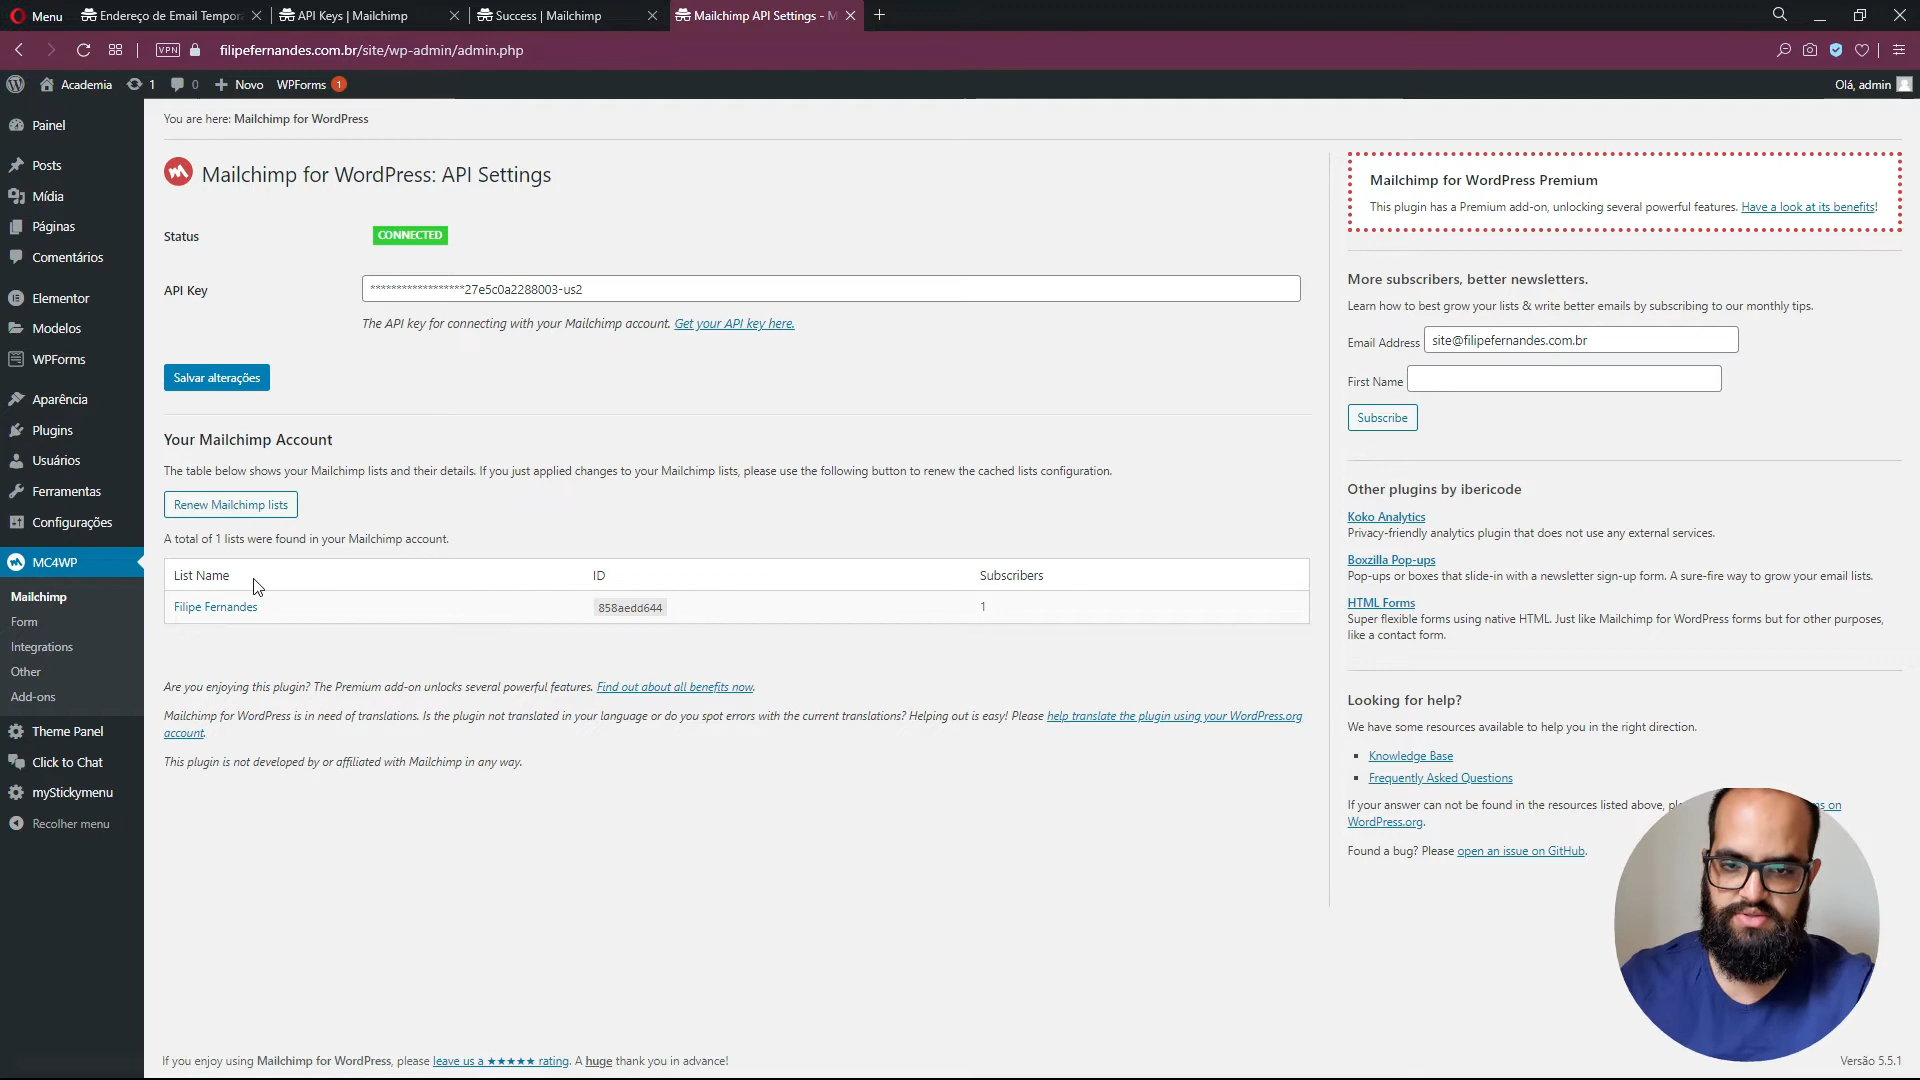 Menu
Endereço de Email Tempora
API Keys | Mailchimp
Success | Mailchimp
Mailchimp API Settings - M
VPN
filipefernandes.com.br/site/wp-admin/admin.php
Academia
1
0
Novo
WPForms
1
Olá, admin
Painel
Posts
Mídia
Páginas
Comentários
Elementor
Modelos
WPForms
Aparência
Plugins
Usuários
Ferramentas
Configurações
MC4WP
Mailchimp
Form
Integrations
Other
Add-ons
Theme Panel
Click to Chat
myStickymenu
Recolher menu
You are here: Mailchimp for WordPress
Mailchimp for WordPress: API Settings
Status
CONNECTED
API Key
******************27e5c0a2288003-us2
The API key for connecting with your Mailchimp account. Get your API key here.
Salvar alterações
Your Mailchimp Account
The table below shows your Mailchimp lists and their details. If you just applied changes to your Mailchimp lists, please use the following button to renew the cached lists configuration.
Renew Mailchimp lists
A total of 1 lists were found in your Mailchimp account.
List Name ID Subscribers
Filipe Fernandes 858aedd644 1
Are you enjoying this plugin? The Premium add-on unlocks several powerful features. Find out about all benefits now.
Mailchimp for WordPress is in need of translations. Is the plugin not translated in your language or do you spot errors with the current translations? Helping out is easy! Please help translate the plugin using your WordPress.org
account.
This plugin is not developed by or affiliated with Mailchimp in any way.
Mailchimp for WordPress Premium
This plugin has a Premium add-on, unlocking several powerful features. Have a look at its benefits!
More subscribers, better newsletters.
Learn how to best grow your lists & write better emails by subscribing to our monthly tips.
Email Address site@filipefernandes.com.br
First Name
Subscribe
Other plugins by ibericode
Koko Analytics
Privacy-friendly analytics plugin that does not use any external services.
Boxzilla Pop-ups
Pop-ups or boxes that slide-in with a newsletter sign-up form. A sure-fire way to grow your email lists.
HTML Forms
Super flexible forms using native HTML. Just like Mailchimp for WordPress forms but for other purposes,
like a contact form.
Looking for help?
We have some resources available to help you in the right direction.
Knowledge Base
Frequently Asked Questions
If your answer can not be found in the resources listed above, on
WordPress.org.
Found a bug? Please open an issue on GitHub.
If you enjoy using Mailchimp for WordPress, please leave us a ★★★★★ rating. A huge thank you in advance!
Versão 5.5.1